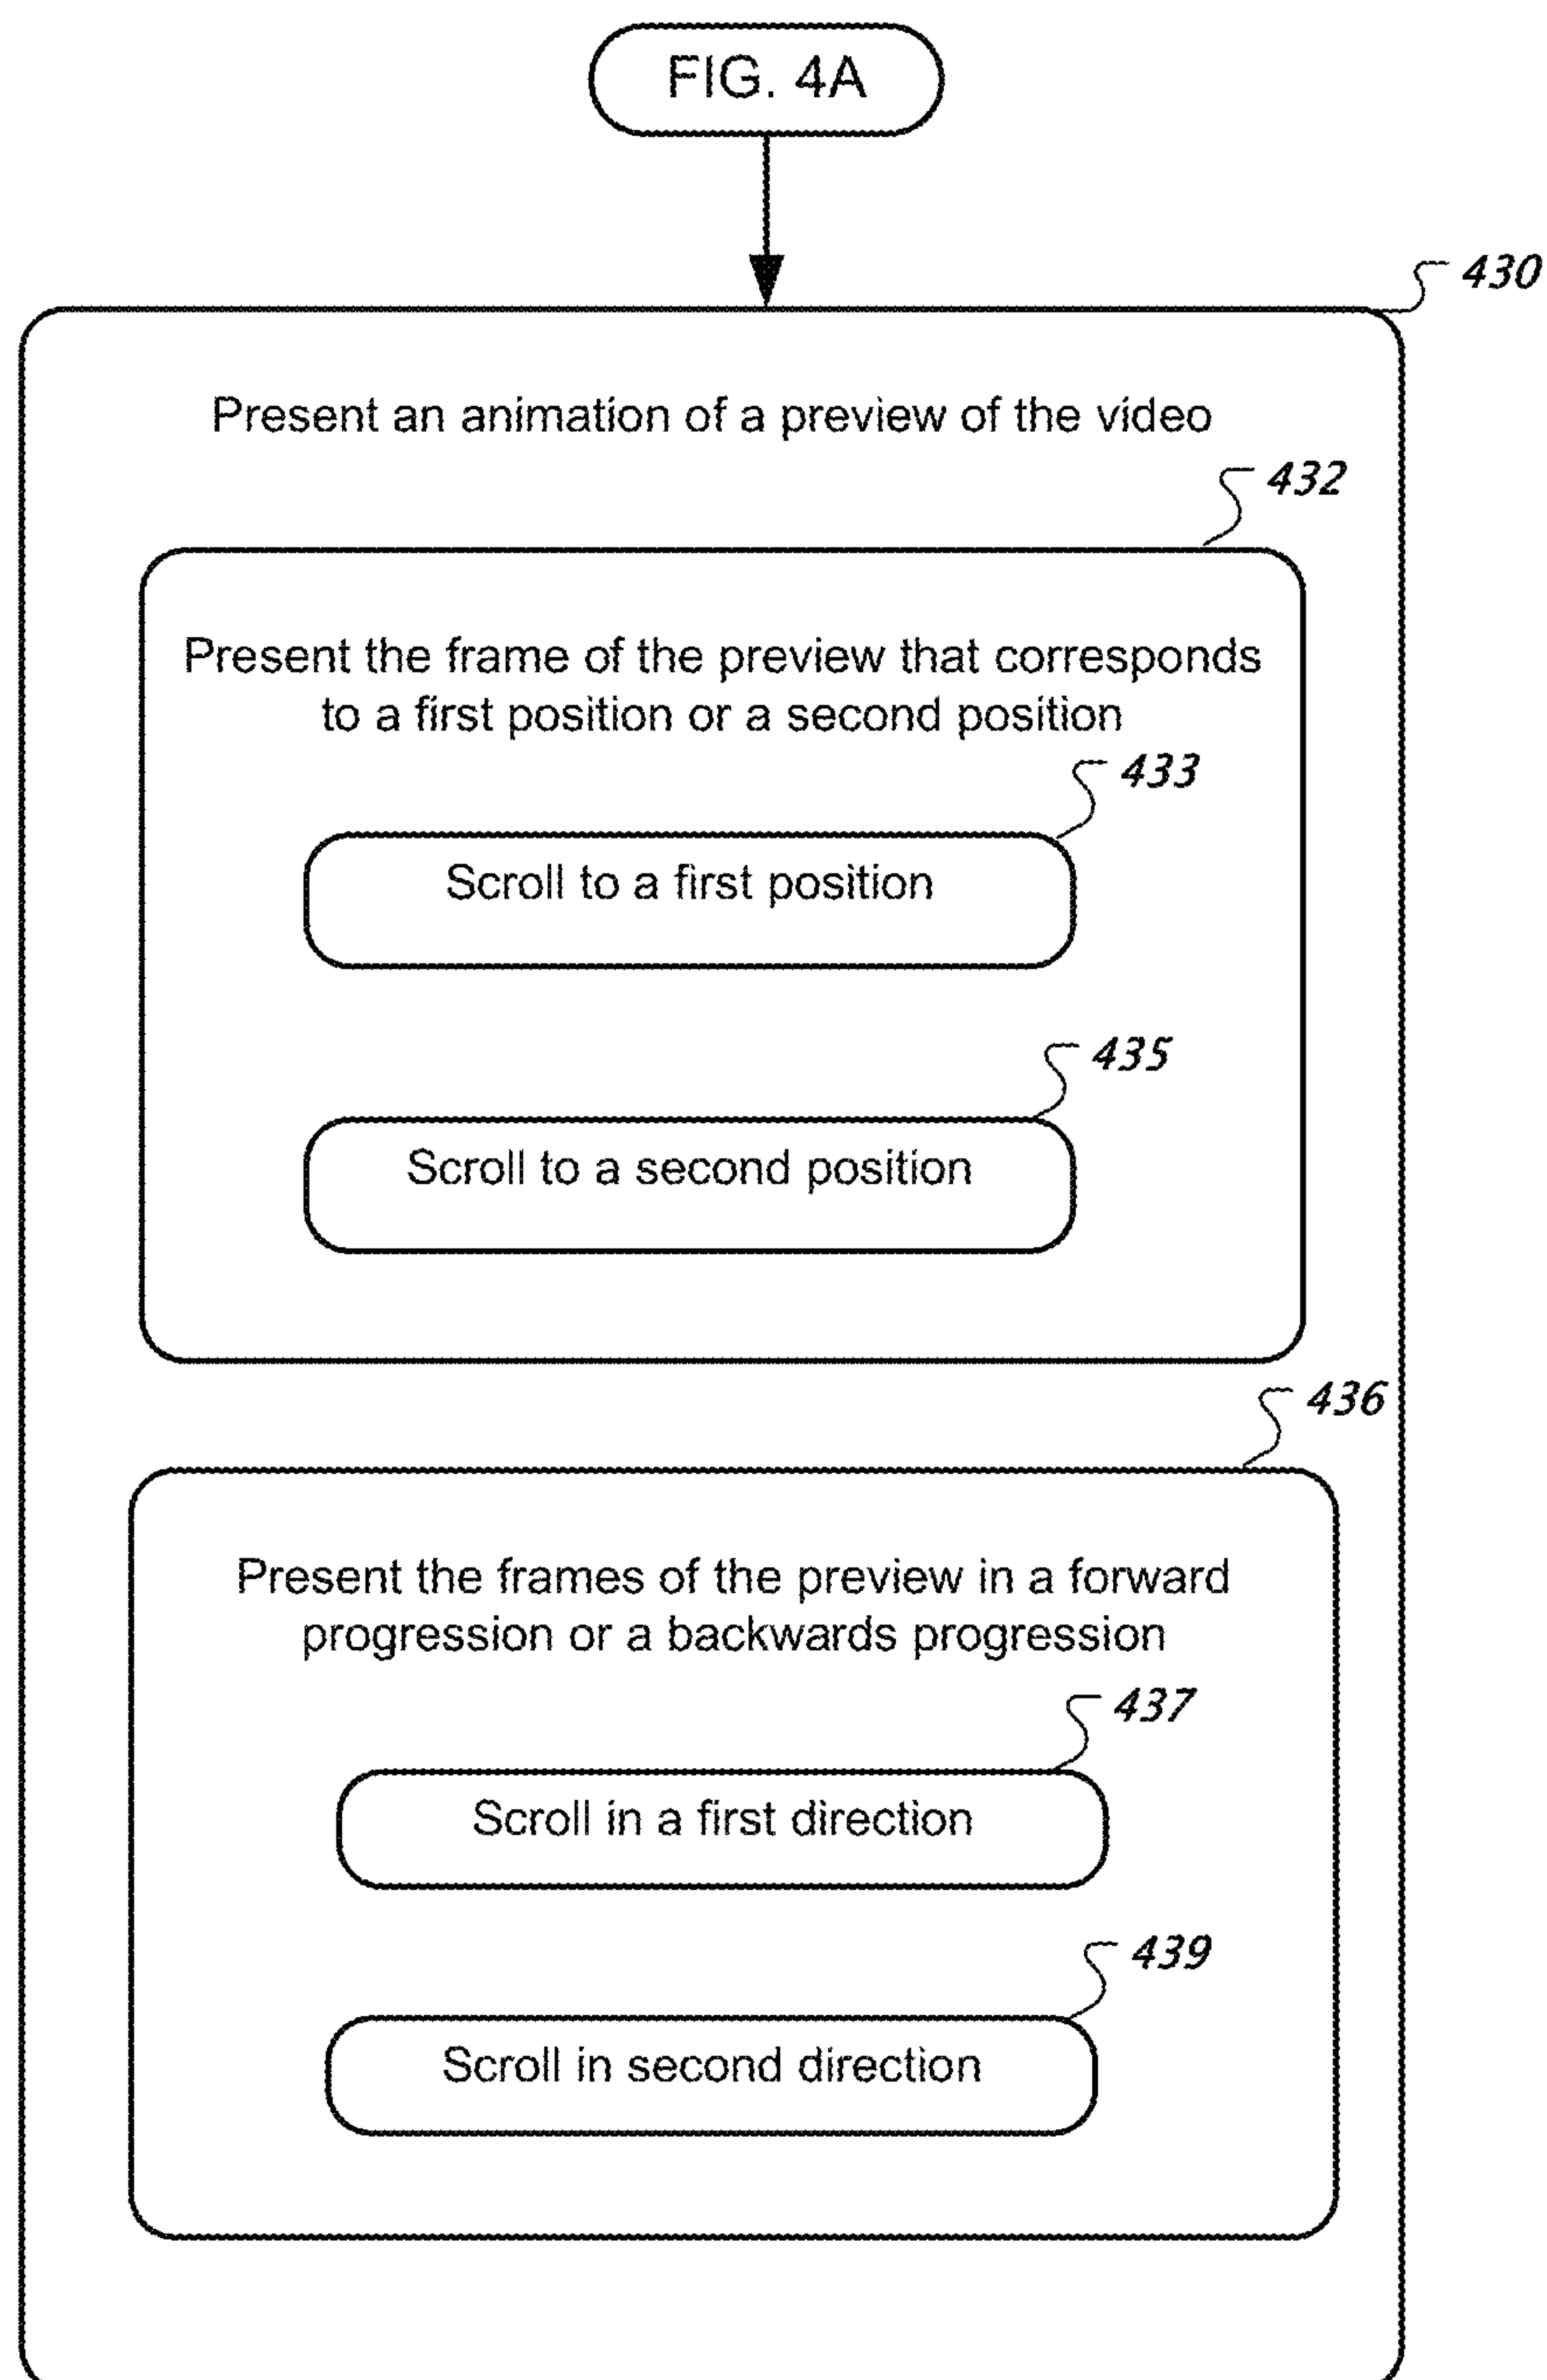 FIG. 4A
430
Present an animation of a preview of the video
432
Present the frame of the preview that corresponds
to a first position or a second position
433
Scroll to a first position
435
Scroll to a second position
436
Present the frames of the preview in a forward
progression or a backwards progression
437
Scroll in a first direction
439
Scroll in second direction